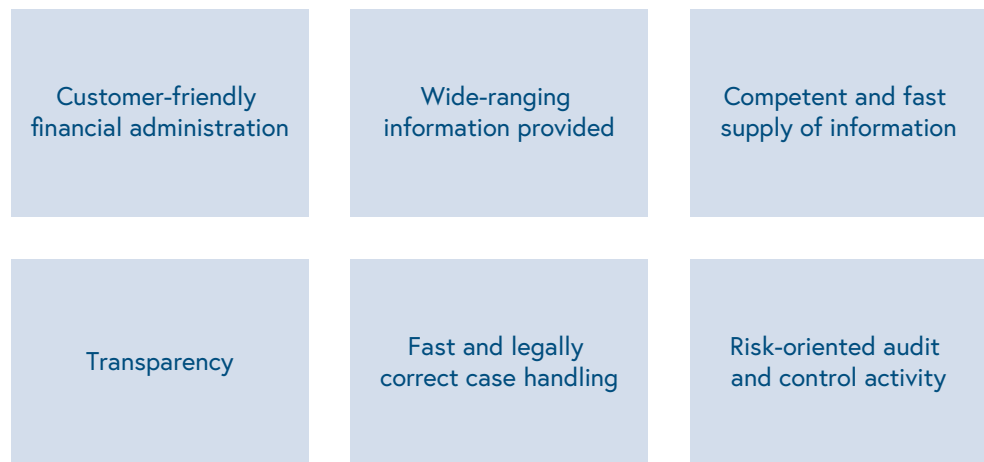 Customer-friendly
financial administration
Wide-ranging
information provided
Competent and fast
supply of information
Transparency
Fast and legally
correct case handling
Risk-oriented audit
and control activity